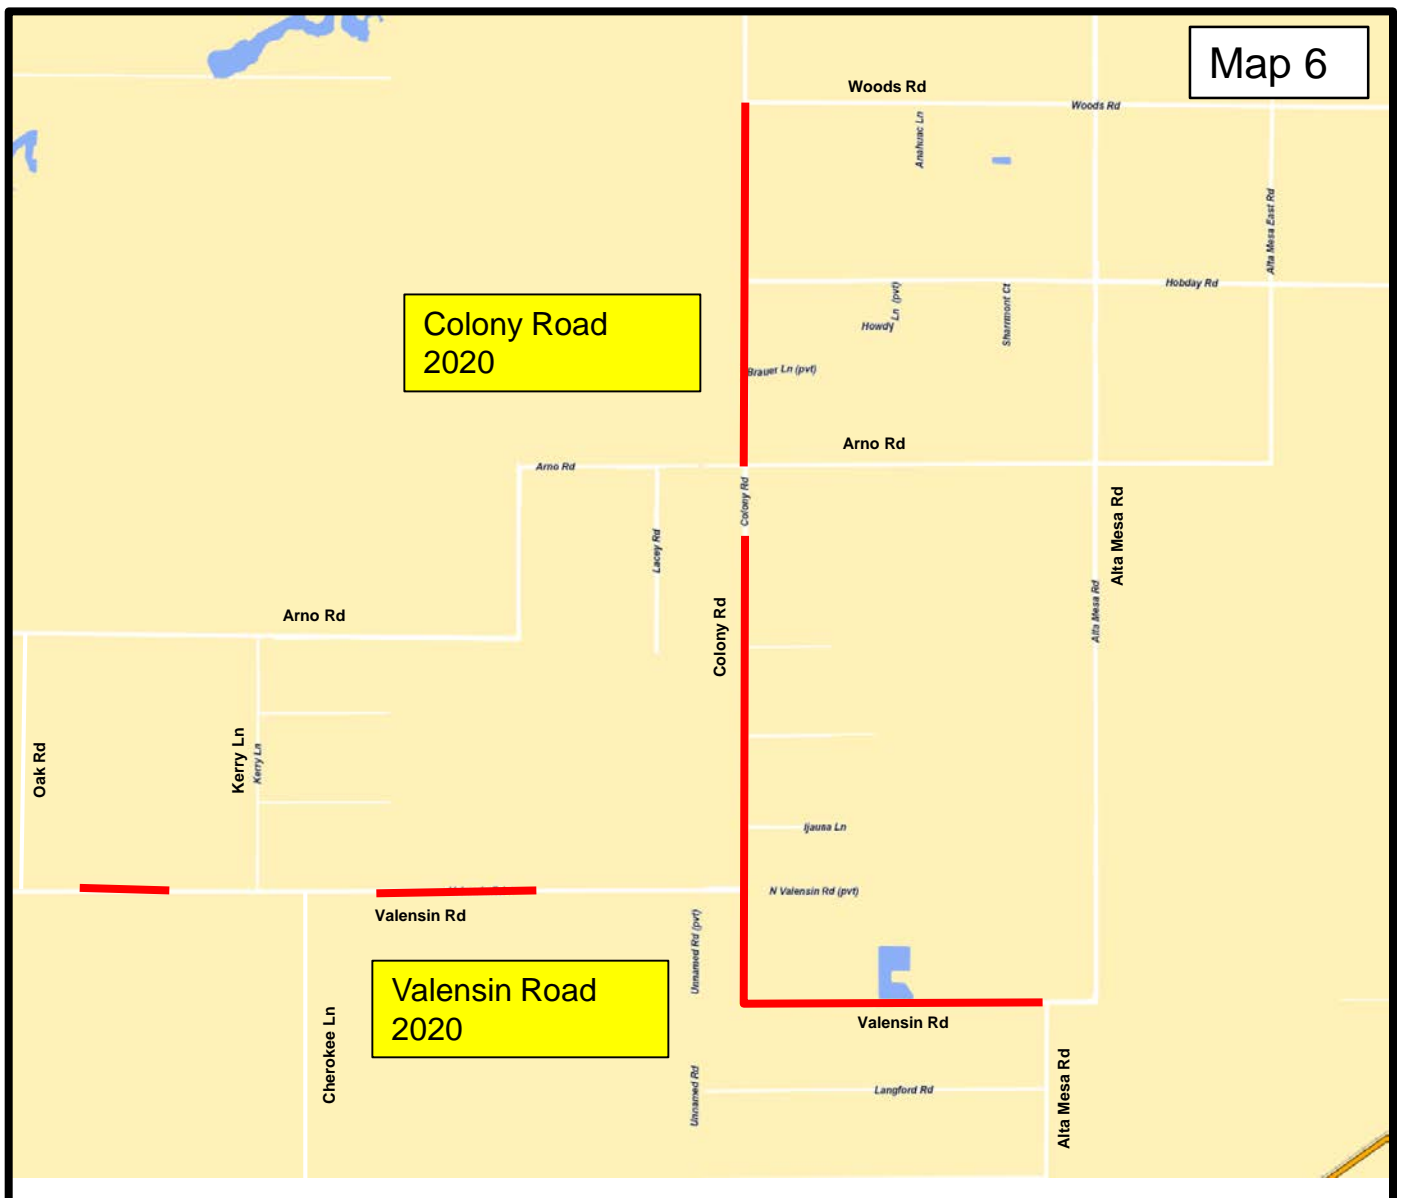 Map 6
Woods Rd
Woods Rd
Anahuac Ln
Alta Mesa East Rd
Hobday Rd
Colony Road
2020
Howdy Ln (pvt)
Sharrmont Ct
Brauer Ln (pvt)
Arno Rd
Arno Rd
Colony Rd
Lacey Rd
Alta Mesa Rd
Alta Mesa Rd
Arno Rd
Colony Rd
Oak Rd
Kerry Ln
Kerry Ln
Ijausa Ln
N Valensin Rd (pvt)
Valensin Rd
Unnamed Rd (pvt)
Valensin Road
2020
Valensin Rd
Cherokee Ln
Unnamed Rd
Langford Rd
Alta Mesa Rd